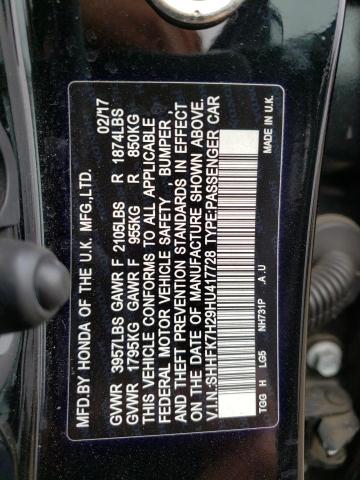 MFD.BY HONDA OF THE U.K. MFG.,LTD. 02/17
GVWR 3957LBS GAWR F 2105LBS R 1874LBS
GVWR 1795KG GAWR F 955KG R 850KG
THIS VEHICLE CONFORMS TO ALL APPLICABLE
FEDERAL MOTOR VEHICLE SAFETY, BUMPER,
AND THEFT PREVENTION STANDARDS IN EFFECT
ON THE DATE OF MANUFACTURE SHOWN ABOVE.
V.I.N.:SHHFK7H29HU417728 TYPE:PASSENGER CAR
TGG H LG5 NH731P .A.U MADE IN U.K.